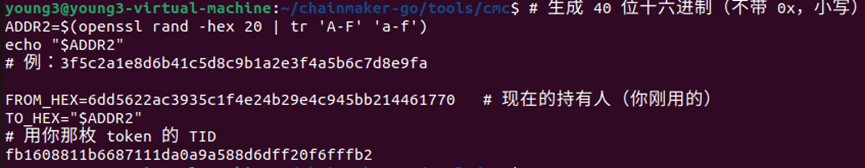 young3@young3-virtual-machine:~/chainmaker-go/tools/cmc$ # 生成 40 位十六进制（不带 0x，小写）
ADDR2=$(openssl rand -hex 20 | tr 'A-F' 'a-f')
echo "$ADDR2"
# 例：3f5c2a1e8d6b41c5d8c9b1a2e3f4a5b6c7d8e9fa

FROM_HEX=6dd5622ac3935c1f4e24b29e4c945bb214461770   # 现在的持有人（你刚用的）
TO_HEX="$ADDR2"
# 用你那枚 token 的 TID
fb1608811b6687111da0a9a588d6dff20f6fffb2